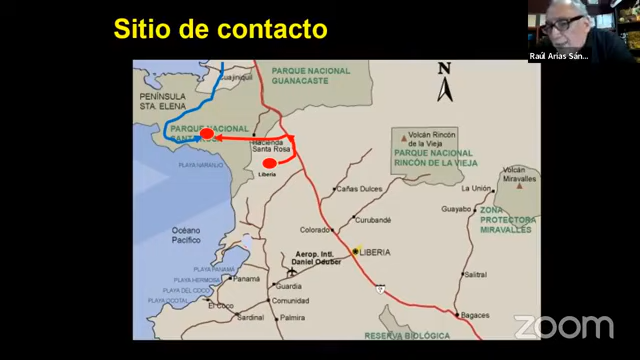 Sitio de contacto
Raúl Arias Sán...
Cuajiniquil
PARQUE NACIONAL
GUANACASTE
N
PENÍNSULA
STA. ELENA
PARQUE NACIONAL
Hacienda
Santa Rosa
PLAYA NARANJO
Liberia
Volcán Rincón
de la Vieja
PARQUE NACIONAL
RINCÓN DE LA VIEJA
Volcán
Miravalles
La Unión
Cañas Dulces
Guayabo
ZONA
PROTECTORA
MIRAVALLES
Curubandé
Colorado
Océano
Pacífico
Aerop. Intl.
Daniel Oduber
LIBERIA
PLAYA PANAMÁ
PLAYA HERMOSA
PLAYA DEL COCO
PLAYA OCOTAL
Panamá
Guardia
Salitral
El Coco
Comunidad
Sardinal
Palmira
Bagaces
RESERVA BIOLÓGICA
zoom